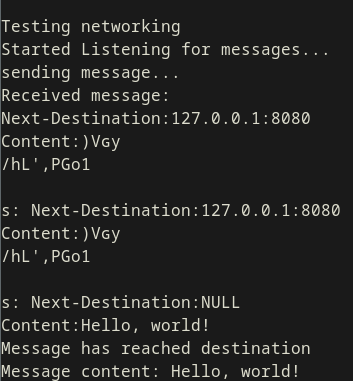 Testing networking
Started Listening for messages...
sending message...
Received message:
Next-Destination:127.0.0.1:8080
Content:)Vgy
/hL',PGo1
s: Next-Destination:127.0.0.1:8080
Content:)Vgy
/hL',PGo1
s: Next-Destination:NULL
Content:Hello, world!
Message has reached destination
Message content: Hello, world!